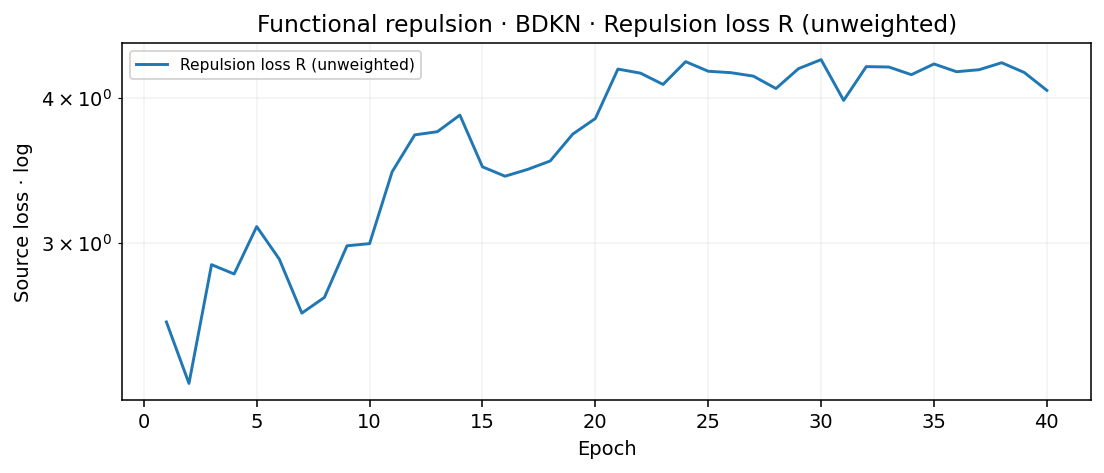 Functional repulsion · BDKN · Repulsion loss R (unweighted)
Repulsion loss R (unweighted)
4 × 10⁰
3 × 10⁰
Source loss · log
0 5 10 15 20 25 30 35 40
Epoch